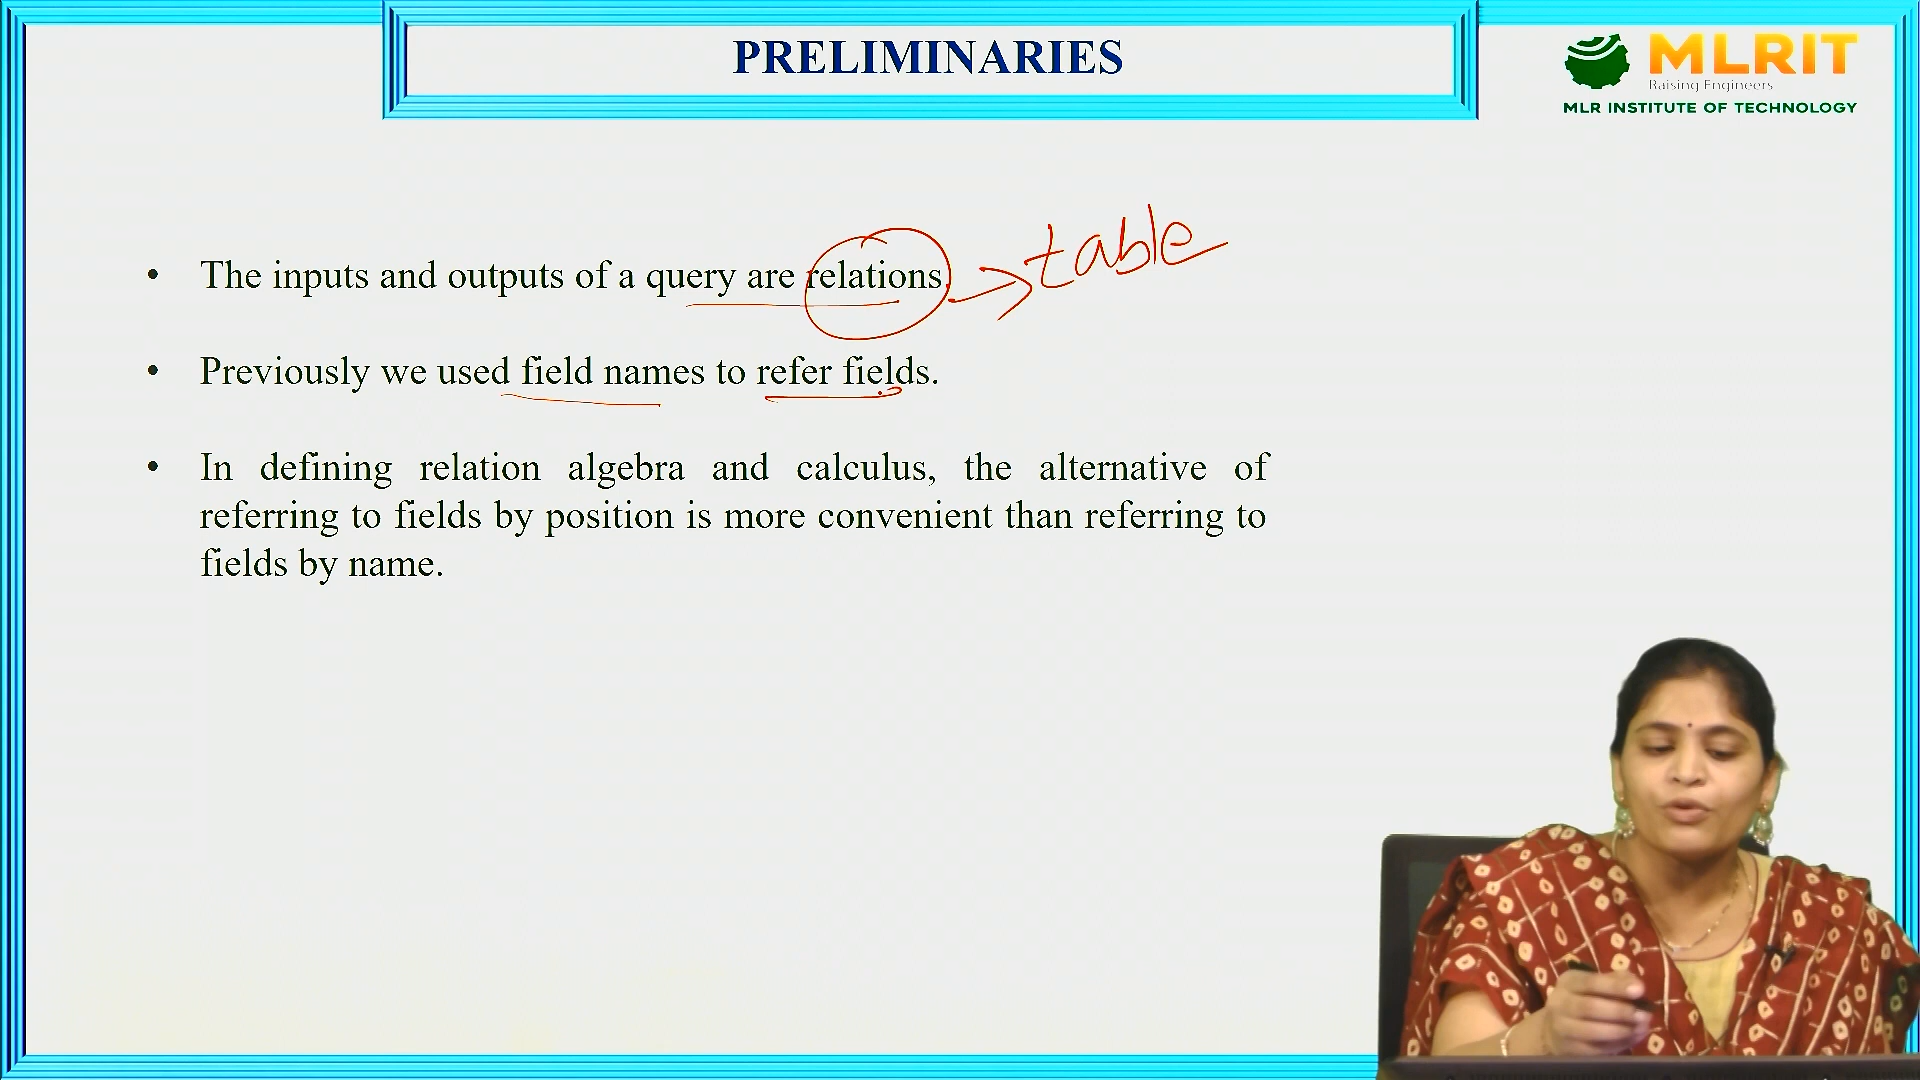 PRELIMINARIES
MLRIT
Raising Engineers
MLR INSTITUTE OF TECHNOLOGY
• The inputs and outputs of a query are relations. table
• Previously we used field names to refer fields.
• In defining relation algebra and calculus, the alternative of
referring to fields by position is more convenient than referring to
fields by name.